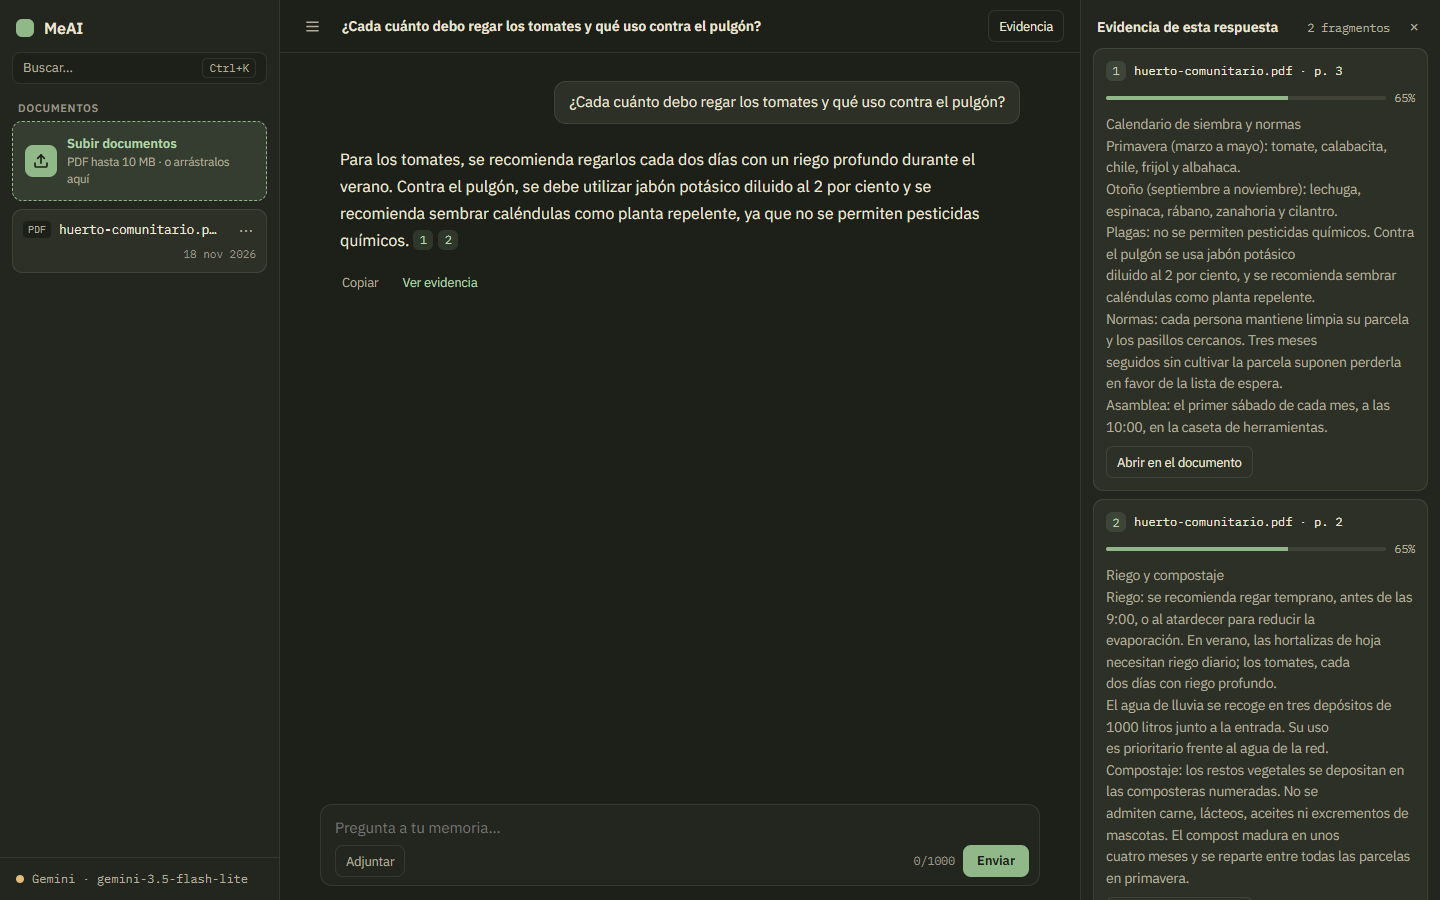 MeAI
Buscar...
Ctrl+K
DOCUMENTOS
Subir documentos
PDF hasta 10 MB · o arrástralos
aquí
PDF huerto-comunitario.p… ...
18 nov 2026
Gemini · gemini-3.5-flash-lite
¿Cada cuánto debo regar los tomates y qué uso contra el pulgón?
Evidencia
¿Cada cuánto debo regar los tomates y qué uso contra el pulgón?
Para los tomates, se recomienda regarlos cada dos días con un riego profundo durante el
verano. Contra el pulgón, se debe utilizar jabón potásico diluido al 2 por ciento y se
recomienda sembrar caléndulas como planta repelente, ya que no se permiten pesticidas
químicos. 1 2
Copiar
Ver evidencia
Pregunta a tu memoria...
Adjuntar
0/1000
Enviar
Evidencia de esta respuesta
2 fragmentos ×
1 huerto-comunitario.pdf · p. 3
65%
Calendario de siembra y normas
Primavera (marzo a mayo): tomate, calabacita,
chile, frijol y albahaca.
Otoño (septiembre a noviembre): lechuga,
espinaca, rábano, zanahoria y cilantro.
Plagas: no se permiten pesticidas químicos. Contra
el pulgón se usa jabón potásico
diluido al 2 por ciento, y se recomienda sembrar
caléndulas como planta repelente.
Normas: cada persona mantiene limpia su parcela
y los pasillos cercanos. Tres meses
seguidos sin cultivar la parcela suponen perderla
en favor de la lista de espera.
Asamblea: el primer sábado de cada mes, a las
10:00, en la caseta de herramientas.
Abrir en el documento
2 huerto-comunitario.pdf · p. 2
65%
Riego y compostaje
Riego: se recomienda regar temprano, antes de las
9:00, o al atardecer para reducir la
evaporación. En verano, las hortalizas de hoja
necesitan riego diario; los tomates, cada
dos días con riego profundo.
El agua de lluvia se recoge en tres depósitos de
1000 litros junto a la entrada. Su uso
es prioritario frente al agua de la red.
Compostaje: los restos vegetales se depositan en
las composteras numeradas. No se
admiten carne, lácteos, aceites ni excrementos de
mascotas. El compost madura en unos
cuatro meses y se reparte entre todas las parcelas
en primavera.